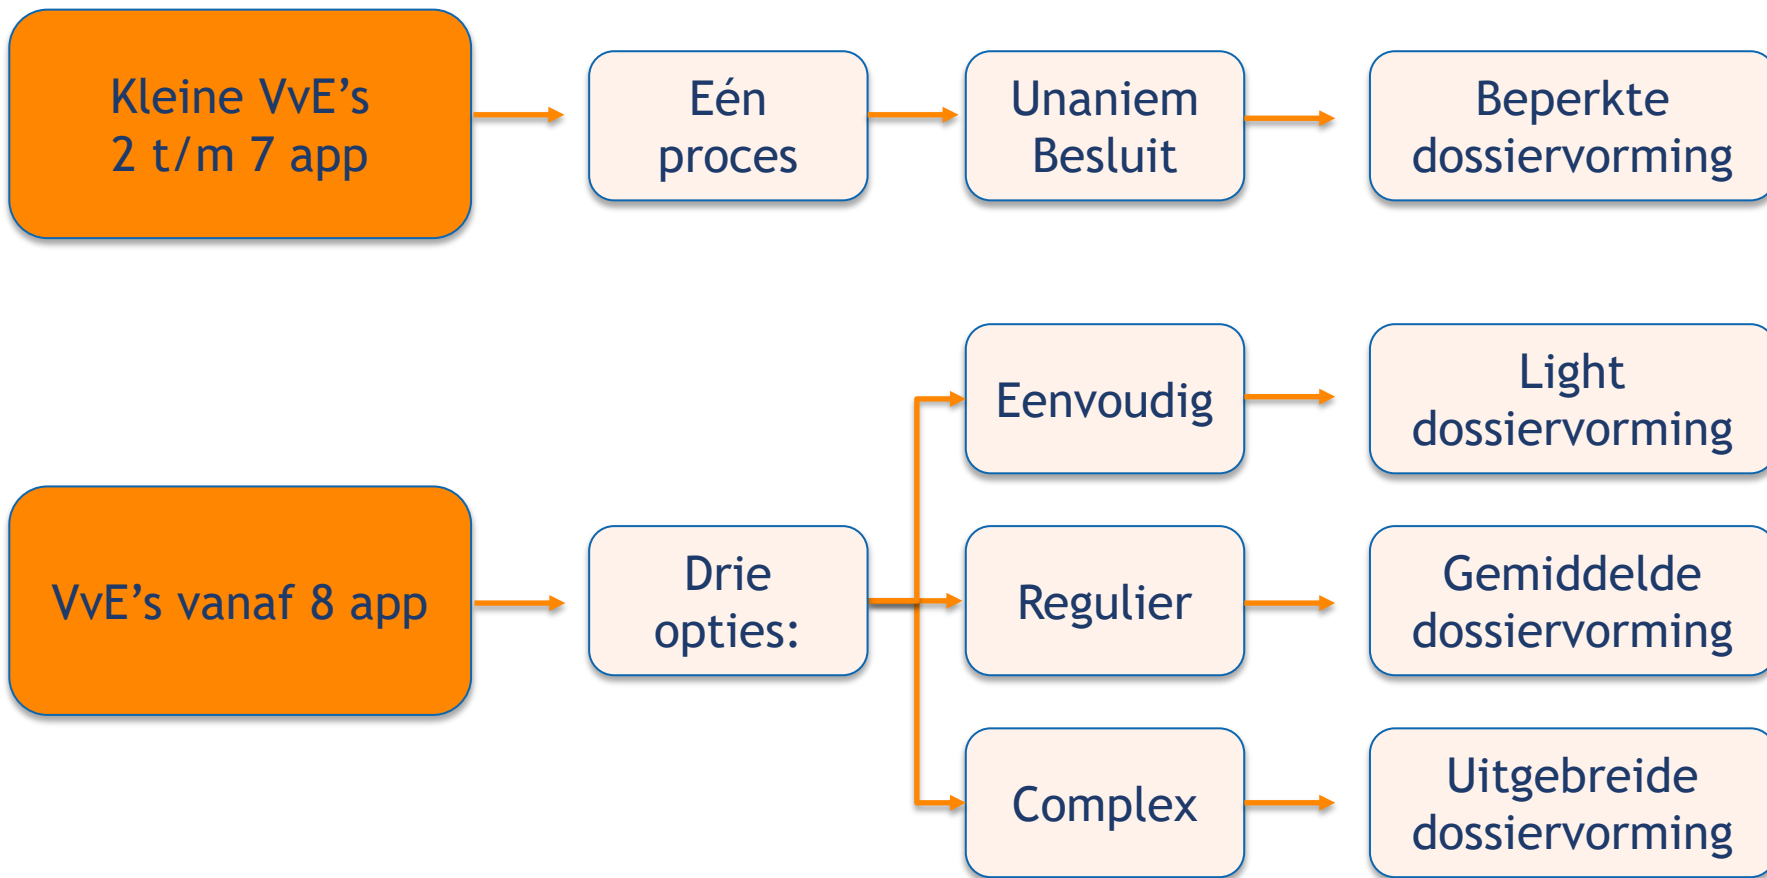 Kleine VvE’s
2 t/m 7 app
Eén
proces
Unaniem
Besluit
Beperkte
dossiervorming
VvE’s vanaf 8 app
Drie
opties:
Eenvoudig
Light
dossiervorming
Regulier
Gemiddelde
dossiervorming
Complex
Uitgebreide
dossiervorming